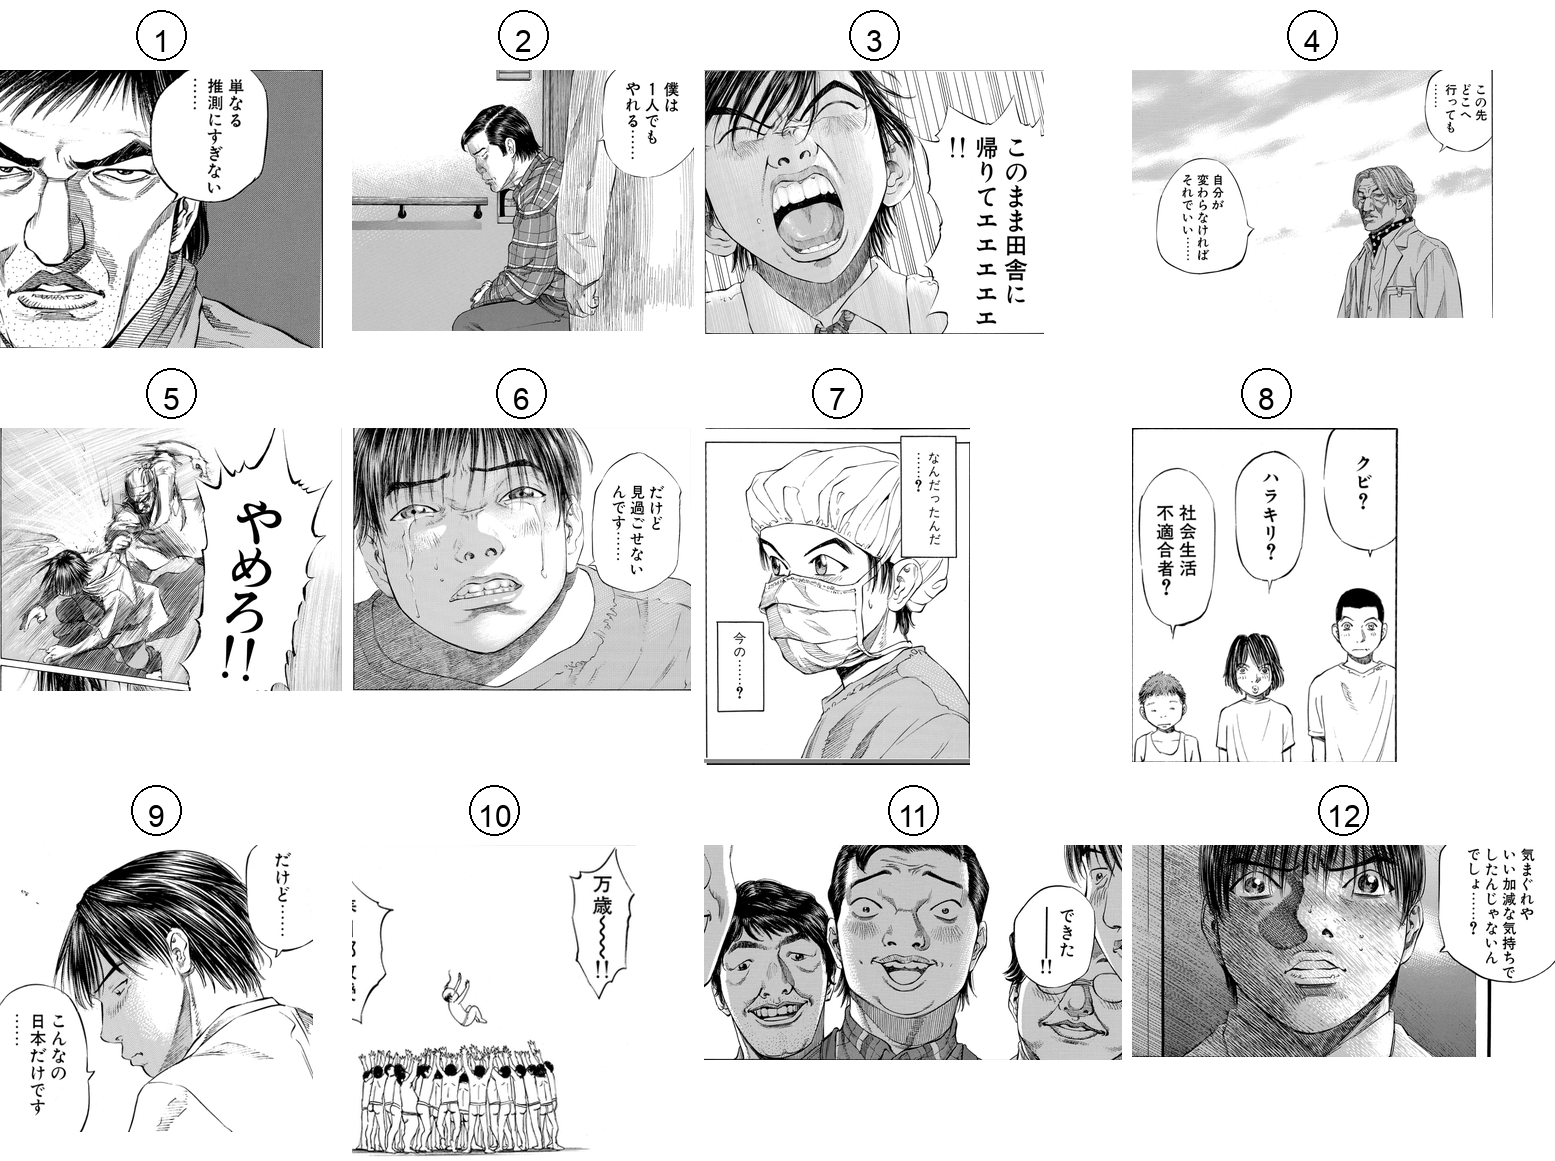 1
単なる
推測にすぎない
……
2
僕は
1人でも
やれる……
3
このまま田舎に
帰りてエエエエエ
!!
4
この先
どこへ
行っても
……
自分が
変わらなければ
それでいい……
5
やめろ!!
6
だけど
見過ごせない
んです……
7
なんだったんだ
……?
今の……?
8
クビ?
ハラキリ?
社会生活
不適合者?
9
だけど……
こんなの
日本だけです
……
10
万歳〜〜〜!!
11
できた
――!!
12
気まぐれや
いい加減な気持ちで
したんじゃないん
でしょ……?